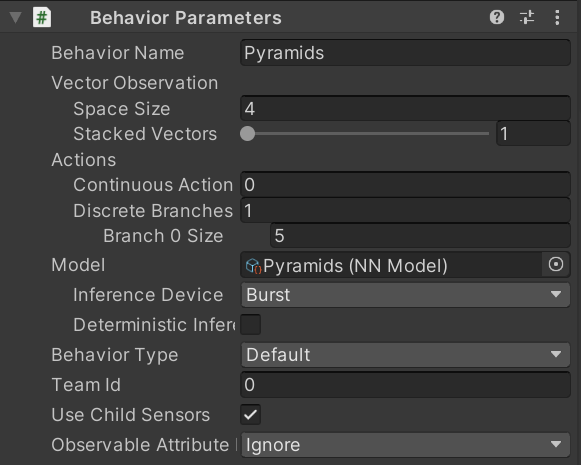 # Behavior Parameters
Behavior Name Pyramids
Vector Observation
Space Size 4
Stacked Vectors 1
Actions
Continuous Action 0
Discrete Branches 1
Branch 0 Size 5
Model Pyramids (NN Model)
Inference Device Burst
Deterministic Infer
Behavior Type Default
Team Id 0
Use Child Sensors
Observable Attribute Ignore